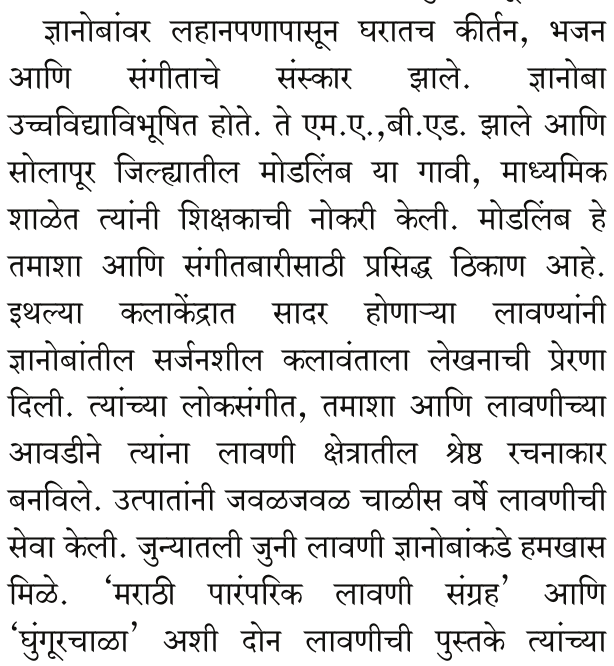 ज्ञानोबांवर लहानपणापासून घरातच कीर्तन, भजन
आणि संगीताचे संस्कार झाले. ज्ञानोबा
उच्चविद्याविभूषित होते. ते एम.ए.,बी.एड. झाले आणि
सोलापूर जिल्ह्यातील मोडलिंब या गावी, माध्यमिक
शाळेत त्यांनी शिक्षकाची नोकरी केली. मोडलिंब हे
तमाशा आणि संगीतबारीसाठी प्रसिद्ध ठिकाण आहे.
इथल्या कलाकेंद्रात सादर होणाऱ्या लावण्यांनी
ज्ञानोबांतील सर्जनशील कलावंताला लेखनाची प्रेरणा
दिली. त्यांच्या लोकसंगीत, तमाशा आणि लावणीच्या
आवडीने त्यांना लावणी क्षेत्रातील श्रेष्ठ रचनाकार
बनविले. उत्पातांनी जवळजवळ चाळीस वर्षे लावणीची
सेवा केली. जुन्यातली जुनी लावणी ज्ञानोबांकडे हमखास
मिळे. ‘मराठी पारंपरिक लावणी संग्रह’ आणि
‘घुंगूरचाळा’ अशी दोन लावणीची पुस्तके त्यांच्या